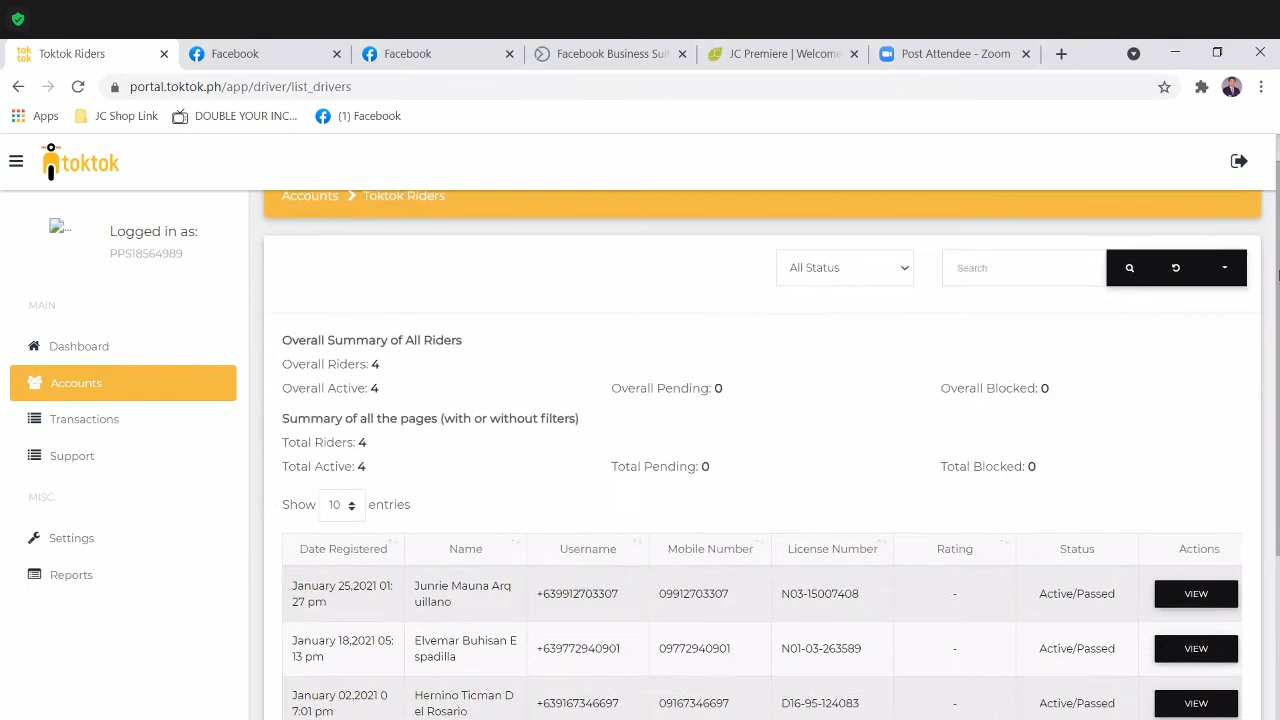 Toktok Riders
Facebook
Facebook
Facebook Business Suit
JC Premiere | Welcome
Post Attendee - Zoom
portal.toktok.ph/app/driver/list_drivers
Apps
JC Shop Link
DOUBLE YOUR INC...
(1) Facebook
toktok
Accounts
Toktok Riders
...
Logged in as:
PPS18564989
MAIN
Dashboard
Accounts
Transactions
Support
MISC.
Settings
Reports
All Status
Search
Overall Summary of All Riders
Overall Riders: 4
Overall Active: 4 Overall Pending: 0 Overall Blocked: 0
Summary of all the pages (with or without filters)
Total Riders: 4
Total Active: 4 Total Pending: 0 Total Blocked: 0
Show 10 entries
Date Registered Name Username Mobile Number License Number Rating Status Actions
January 25,2021 01: Junrie Mauna Arq +639912703307 09912703307 N03-15007408 - Active/Passed VIEW
27 pm uillano
January 18,2021 05: Elvemar Buhisan E +639772940901 09772940901 N01-03-263589 - Active/Passed VIEW
13 pm spadilla
January 02,2021 0 Hernino Ticman D +639167346697 09167346697 D16-95-124083 - Active/Passed VIEW
7:01 pm el Rosario